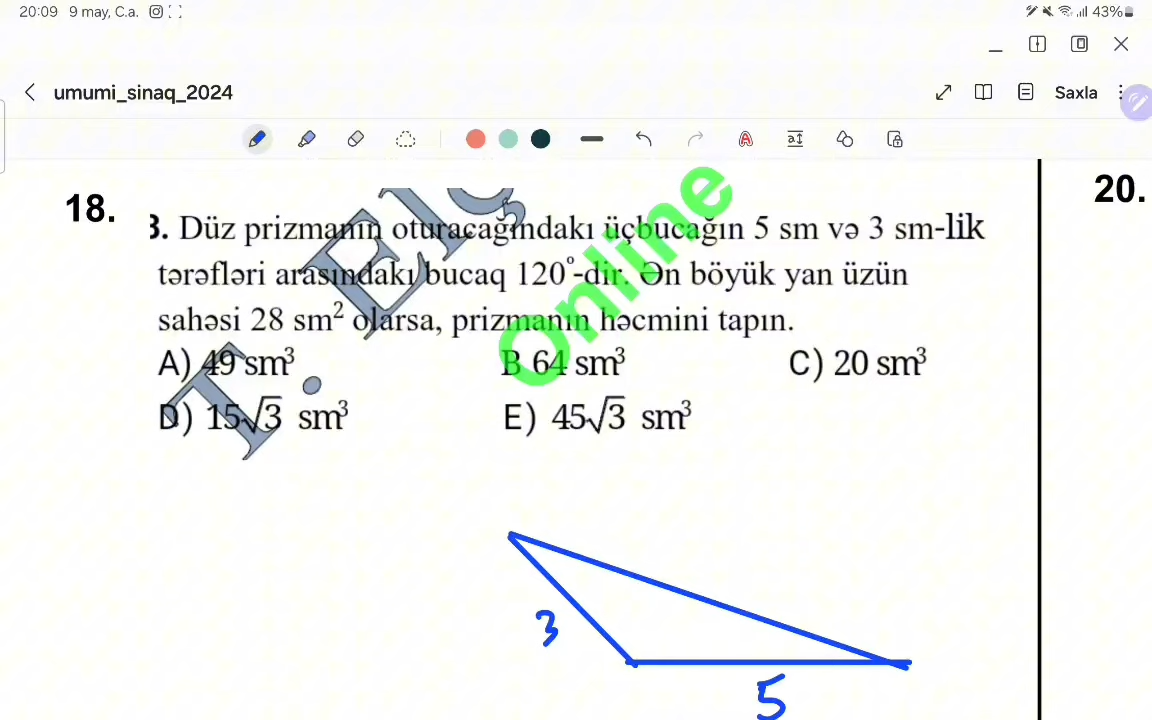 20:09 9 may, C.a. 43%
umumi_sinaq_2024 Saxla
18. 3. Düz prizmanın oturacağındakı üçbucağın 5 sm və 3 sm-lik
tərəfləri arasındakı bucaq 120°-dir. Ən böyük yan üzün
sahəsi 28 sm² olarsa, prizmanın həcmini tapın.
A) 49 sm³ B 64 sm³ C) 20 sm³
D) 15√3 sm³ E) 45√3 sm³
20.
Online
3
5